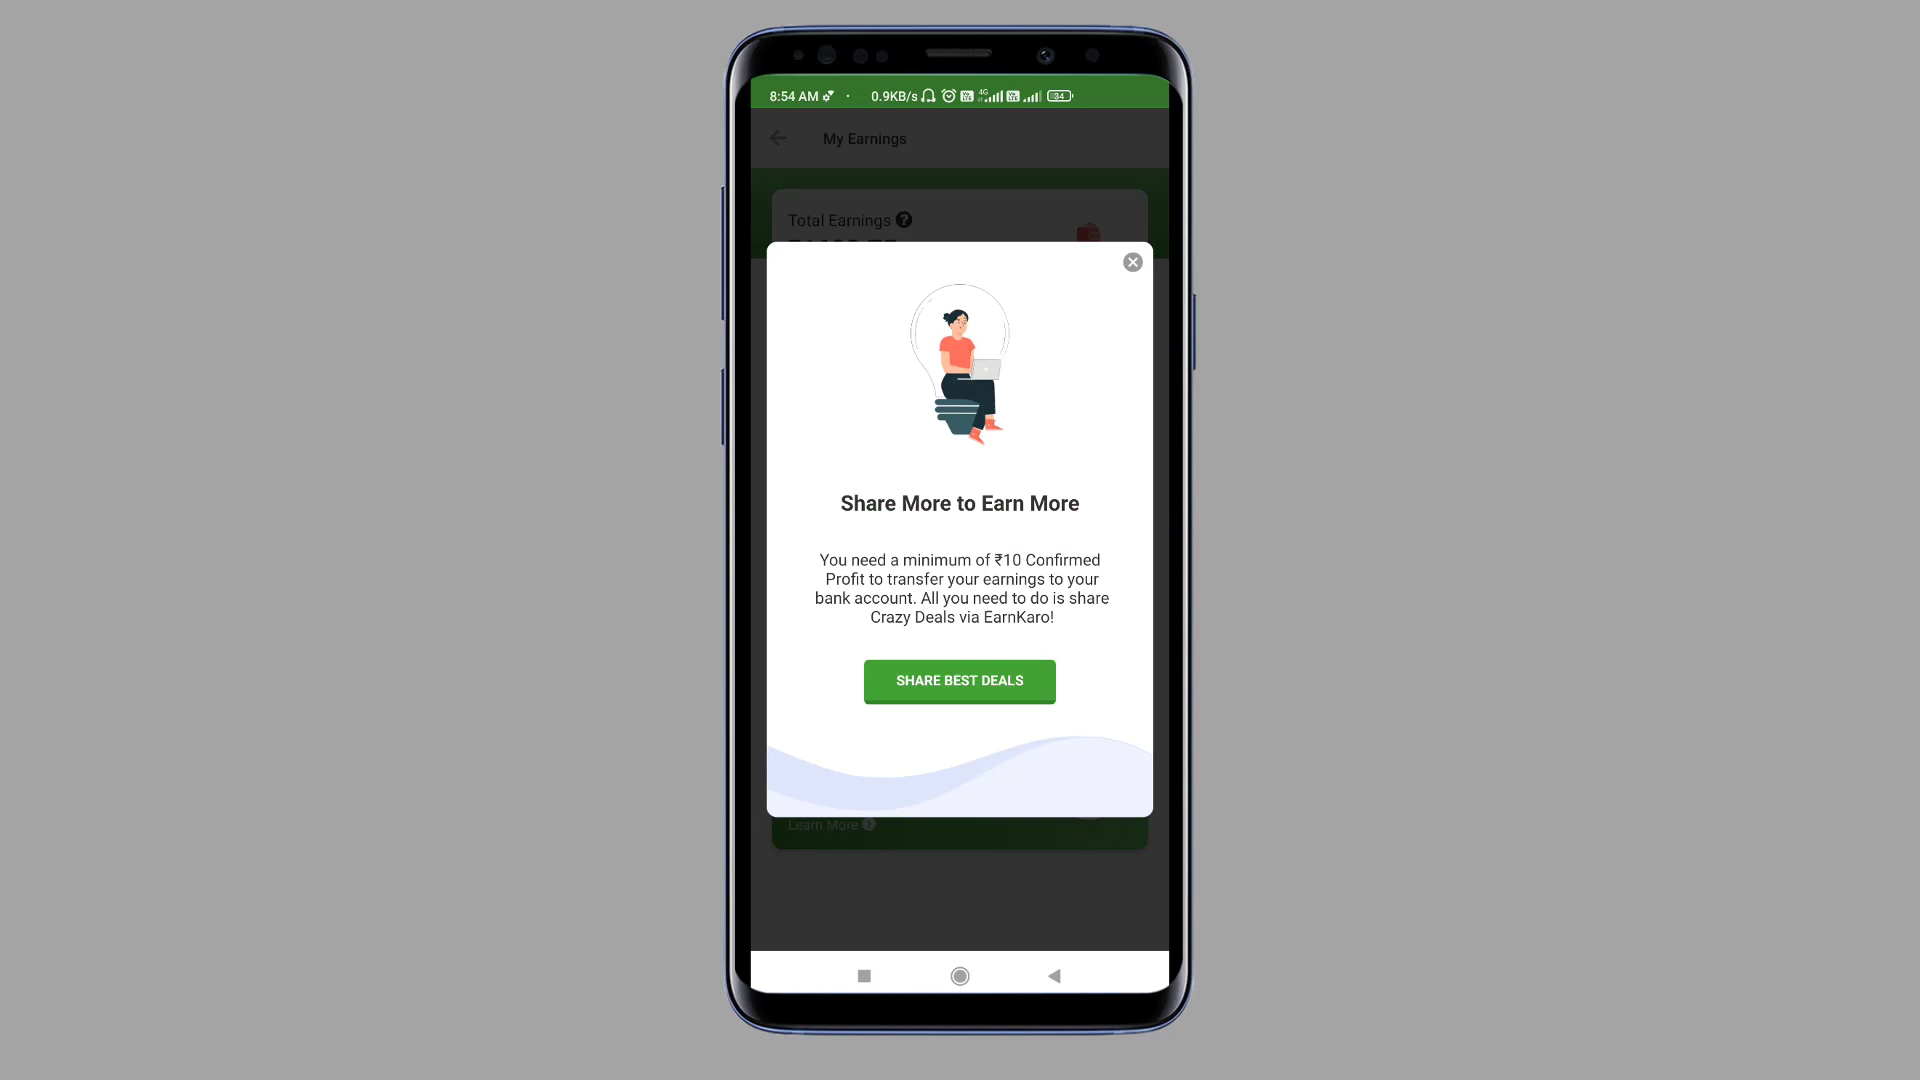 8:54 AM
0.9KB/s
4G
34
My Earnings
Total Earnings
Share More to Earn More
You need a minimum of ₹10 Confirmed
Profit to transfer your earnings to your
bank account. All you need to do is share
Crazy Deals via EarnKaro!
SHARE BEST DEALS
Learn More